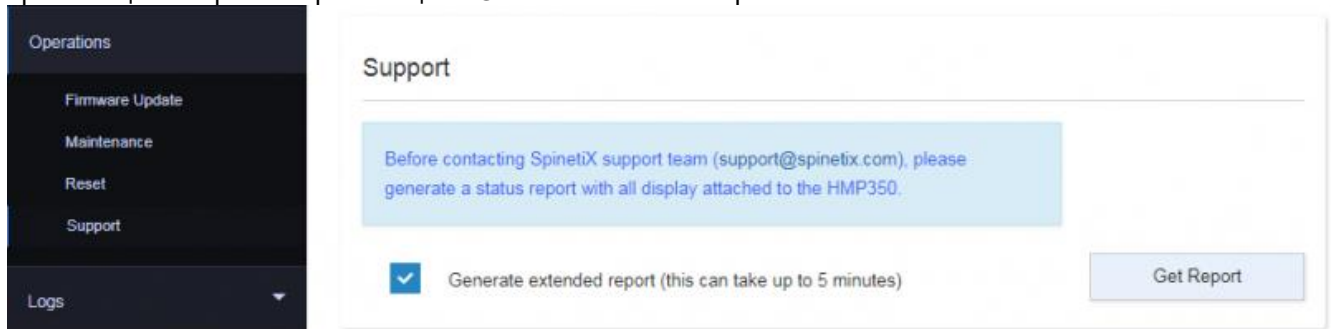 Operations
Firmware Update
Maintenance
Reset
Support
Logs
Support
Before contacting SpinetiX support team (support@spinetix.com), please
generate a status report with all display attached to the HMP350.
Generate extended report (this can take up to 5 minutes)
Get Report